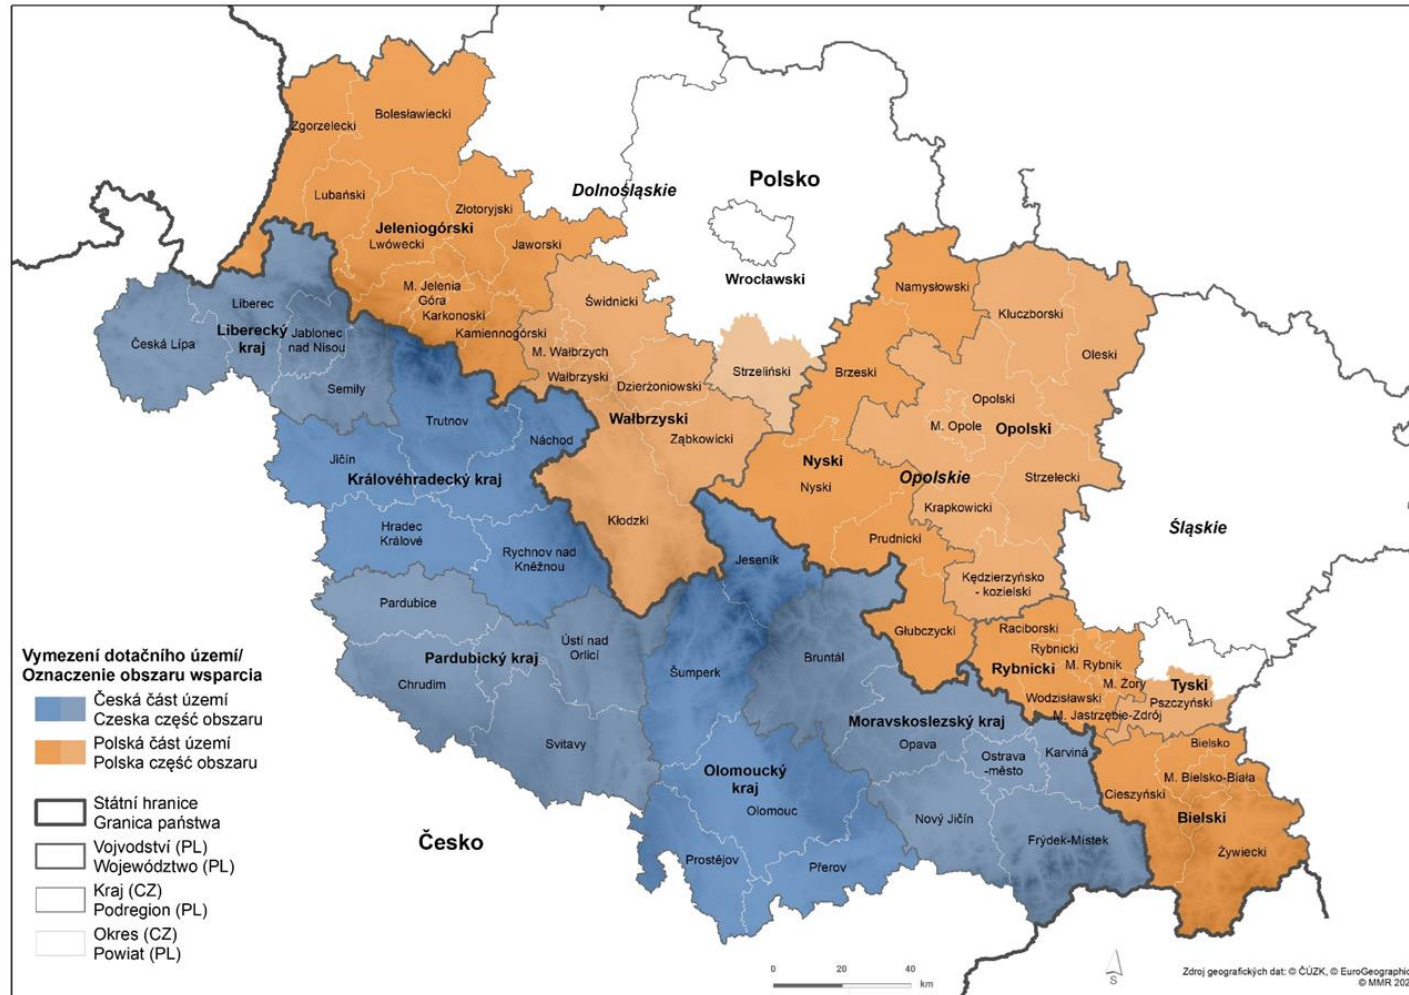 Zgorzelecki
Bolesławiecki
Lubański
Złotoryjski
Jeleniogórski
Lwówecki
Jaworski
M. Jelenia
Góra
Karkonoski
Kamiennogórski
Dolnośląskie
Polsko
Wrocławski
Świdnicki
M. Wałbrzych
Wałbrzyski
Dzierżoniowski
Strzeliński
Wałbrzyski
Ząbkowicki
Kłodzki
Namysłowski
Kluczborski
Oleski
Brzeski
Opolski
M. Opole
Opolski
Nyski
Nyski
Opolskie
Strzelecki
Krapkowicki
Prudnicki
Kędzierzyńsko
- kozielski
Głubczycki
Śląskie
Raciborski
Rybnicki
Rybnicki
M. Rybnik
M. Żory
Wodzisławski
M. Jastrzębie-Zdrój
Tyski
Pszczyński
Bielsko
M. Bielsko-Biała
Cieszyński
Bielski
Żywiecki
Česká Lípa
Liberec
Liberecký
kraj
Jablonec
nad Nisou
Semily
Trutnov
Náchod
Jičín
Královéhradecký kraj
Hradec
Králové
Rychnov nad
Kněžnou
Pardubice
Ústí nad
Orlicí
Pardubický kraj
Chrudim
Svitavy
Jeseník
Šumperk
Bruntál
Moravskoslezský kraj
Opava
Ostrava
-město
Karviná
Olomoucký
kraj
Olomouc
Nový Jičín
Frýdek-Místek
Prostějov
Přerov
Česko
Vymezení dotačního území/
Oznaczenie obszaru wsparcia
Česká část území
Czeska część obszaru
Polská část území
Polska część obszaru
Státní hranice
Granica państwa
Vojvodství (PL)
Województwo (PL)
Kraj (CZ)
Podregion (PL)
Okres (CZ)
Powiat (PL)
0 20 40
km
S
Zdroj geografických dat: © ČÚZK, © EuroGeographic
© MMR 202